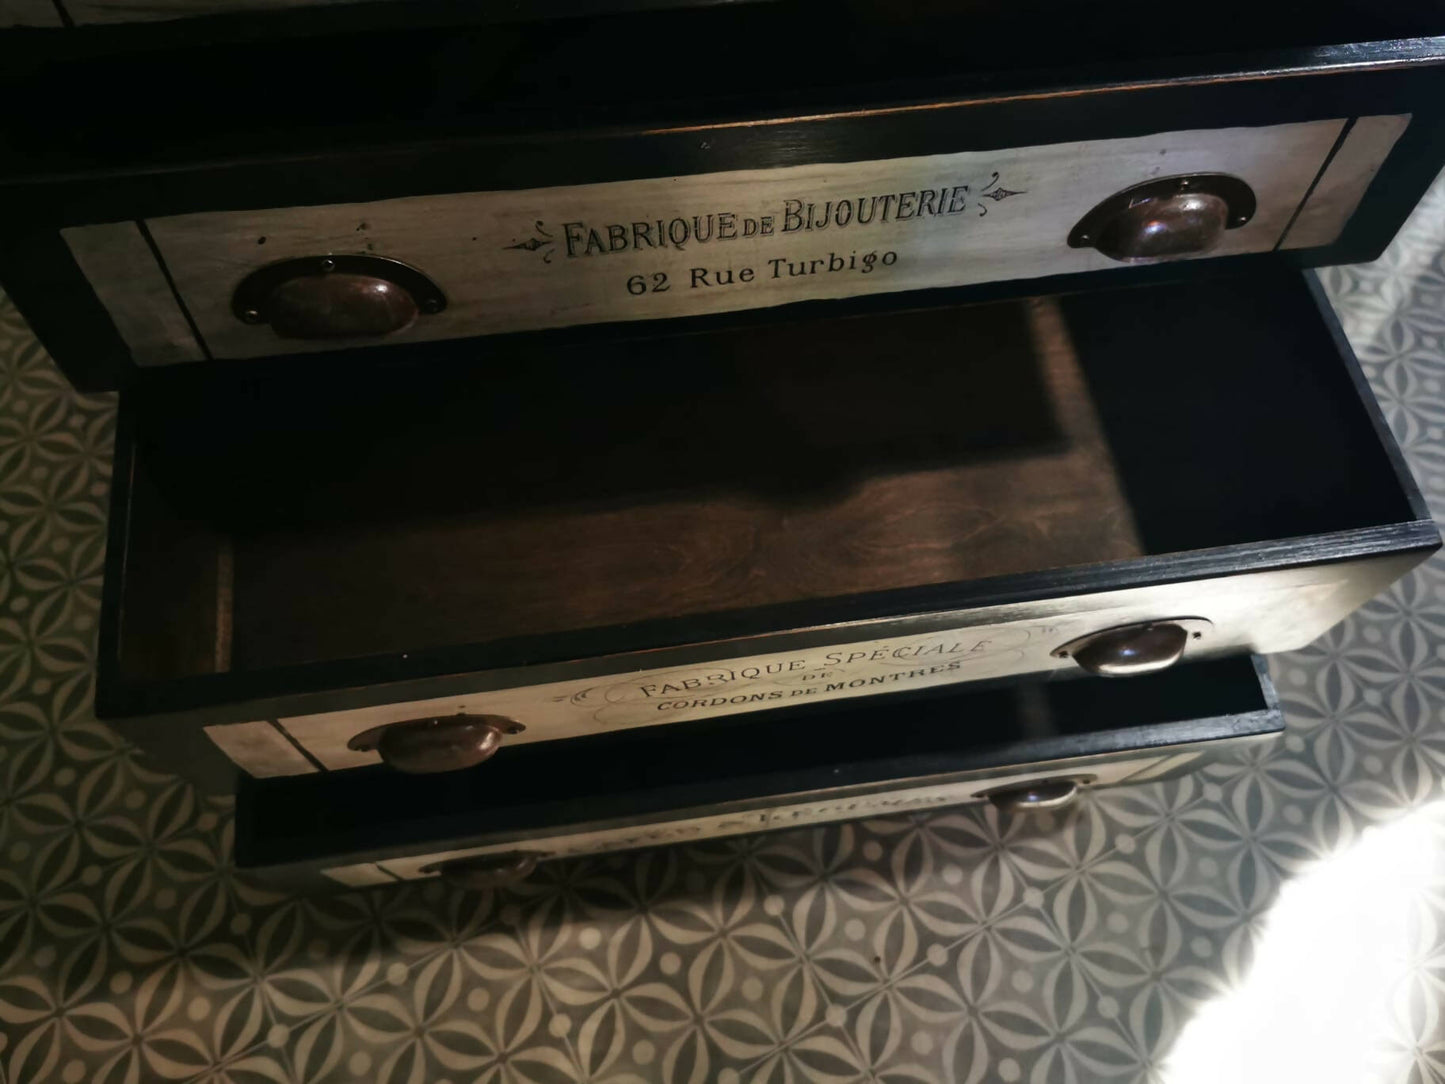 FABRIQUE DE BIJOUTERIE
62 Rue Turbigo
FABRIQUE SPÉCIALE
DE
CORDONS DE MONTRES